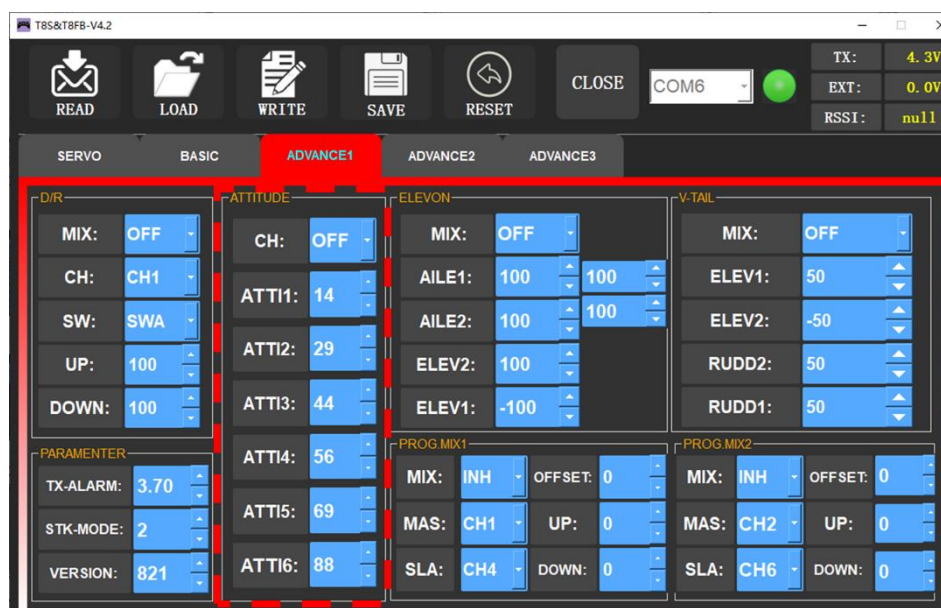 T8S&T8FB-V4.2
READ LOAD WRITE SAVE RESET CLOSE COM6
TX: 4.3V
EXT: 0.0V
RSSI: null
SERVO BASIC ADVANCE1 ADVANCE2 ADVANCE3
D/R
MIX: OFF
CH: CH1
SW: SWA
UP: 100
DOWN: 100
PARAMENTER
TX-ALARM: 3.70
STK-MODE: 2
VERSION: 821
ATTITUDE
CH: OFF
ATTI1: 14
ATTI2: 29
ATTI3: 44
ATTI4: 56
ATTI5: 69
ATTI6: 88
ELEVON
MIX: OFF
AILE1: 100 100
AILE2: 100 100
ELEV2: 100
ELEV1: -100
V-TAIL
MIX: OFF
ELEV1: 50
ELEV2: -50
RUDD2: 50
RUDD1: 50
PROG.MIX1
MIX: INH OFFSET: 0
MAS: CH1 UP: 0
SLA: CH4 DOWN: 0
PROG.MIX2
MIX: INH OFFSET: 0
MAS: CH2 UP: 0
SLA: CH6 DOWN: 0